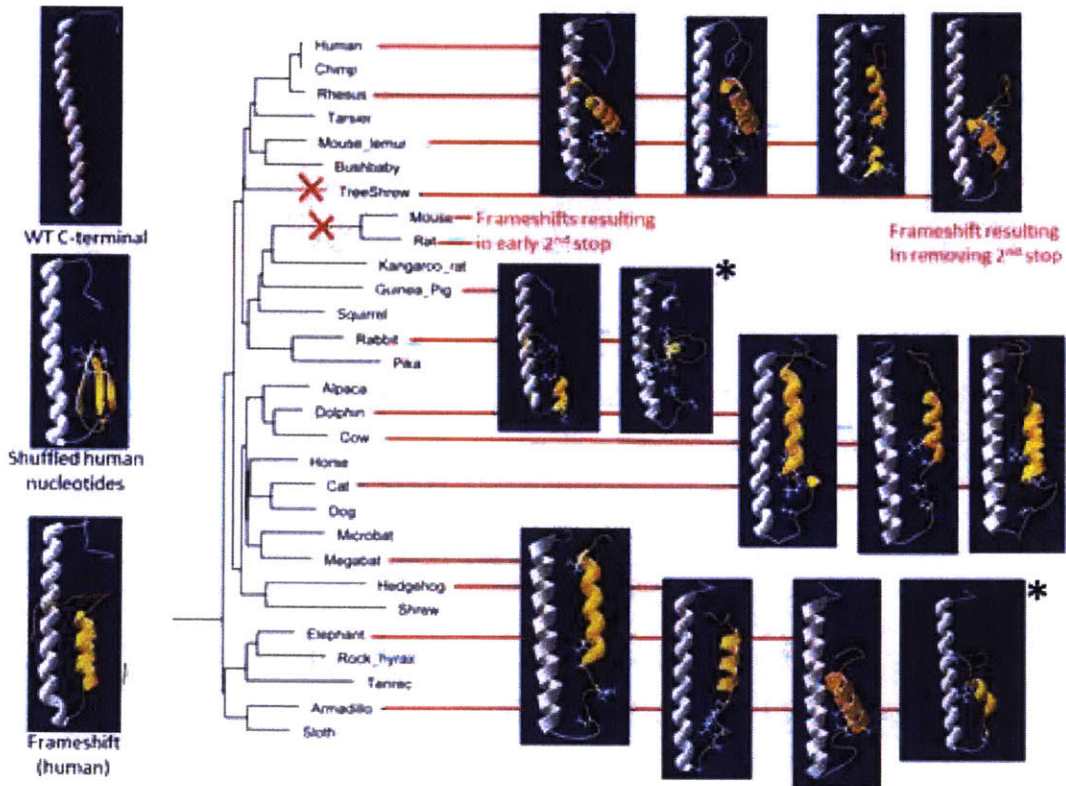 WT C-terminal
Shuffled human
nucleotides
Frameshift
(human)
Human
Chimp
Rhesus
Tarsier
Mouse_lemur
Bushbaby
TreeShrew
Mouse
Rat
Kangaroo_rat
Guinea_Pig
Squirrel
Rabbit
Pika
Alpaca
Dolphin
Cow
Horse
Cat
Dog
Microbat
Megabat
Hedgehog
Shrew
Elephant
Rock_hyrax
Tenrec
Armadillo
Sloth
Frameshifts resulting
in early 2nd stop
Frameshift resulting
In removing 2nd stop
*
*